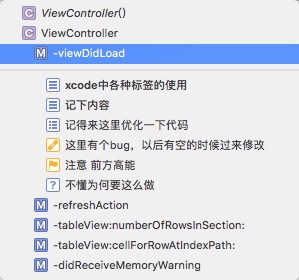 C ViewController()
C ViewController
M -viewDidLoad
xcode中各种标签的使用
记下内容
记得来这里优化一下代码
这里有个bug，以后有空的时候过来修改
注意 前方高能
? 不懂为何要这么做
M -refreshAction
M -tableView:numberOfRowsInSection:
M -tableView:cellForRowAtIndexPath:
M -didReceiveMemoryWarning